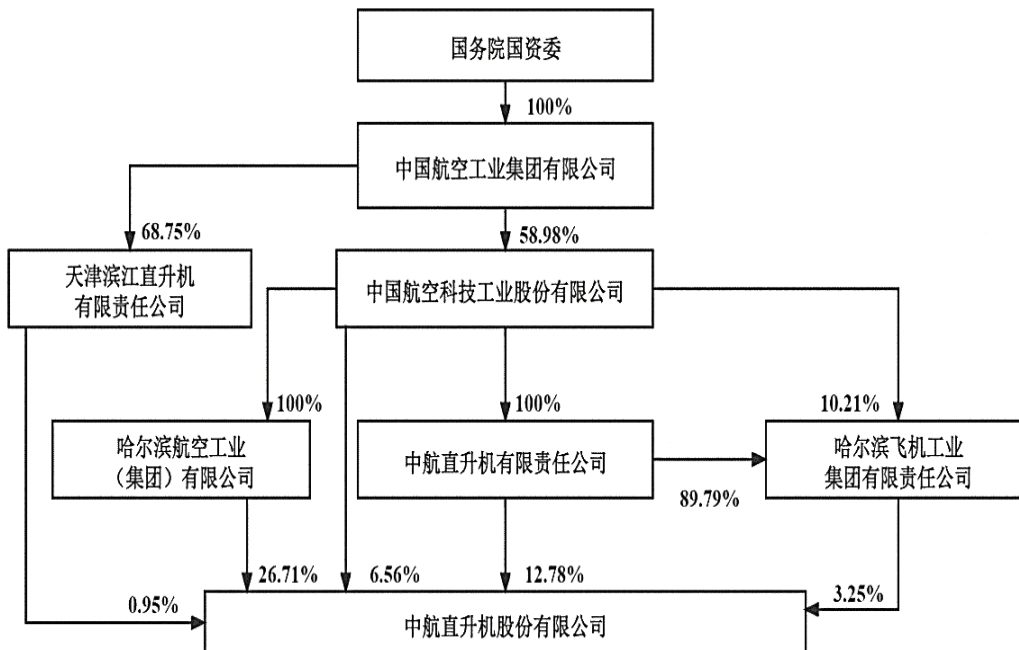 国务院国资委
100%
中国航空工业集团有限公司
68.75%
58.98%
天津滨江直升机
有限责任公司
中国航空科技工业股份有限公司
100%
100%
10.21%
哈尔滨航空工业
（集团）有限公司
中航直升机有限责任公司
哈尔滨飞机工业
集团有限责任公司
89.79%
26.71%
6.56%
12.78%
3.25%
0.95%
中航直升机股份有限公司